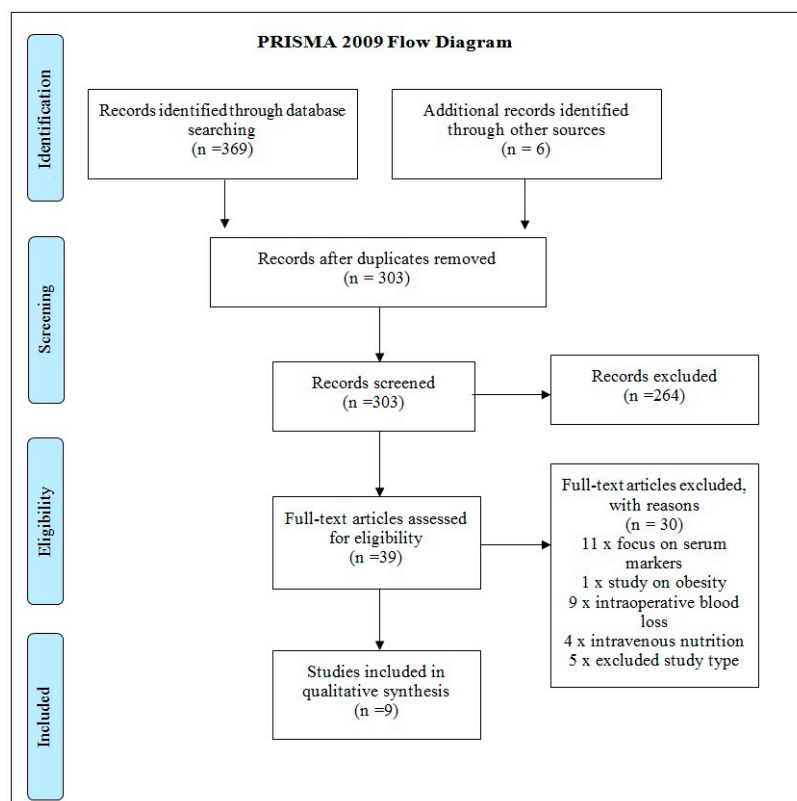 PRISMA 2009 Flow Diagram
Identification
Records identified through database
searching
(n =369)
Additional records identified
through other sources
(n = 6)
Screening
Records after duplicates removed
(n = 303)
Records screened
(n =303)
Records excluded
(n =264)
Eligibility
Full-text articles assessed
for eligibility
(n =39)
Full-text articles excluded,
with reasons
(n = 30)
11 x focus on serum
markers
1 x study on obesity
9 x intraoperative blood
loss
4 x intravenous nutrition
5 x excluded study type
Included
Studies included in
qualitative synthesis
(n =9)